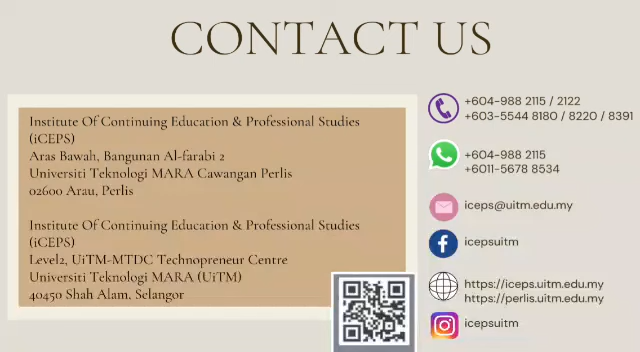 CONTACT US
Institute Of Continuing Education & Professional Studies
(iCEPS)
Aras Bawah, Bangunan Al-farabi 2
Universiti Teknologi MARA Cawangan Perlis
02600 Arau, Perlis
Institute Of Continuing Education & Professional Studies
(iCEPS)
Level2, UiTM-MTDC Technopreneur Centre
Universiti Teknologi MARA (UiTM)
40450 Shah Alam, Selangor
+604-988 2115 / 2122
+603-5544 8180 / 8220 / 8391
+604-988 2115
+6011-5678 8534
iceps@uitm.edu.my
icepsuitm
https://iceps.uitm.edu.my
https://perlis.uitm.edu.my
icepsuitm